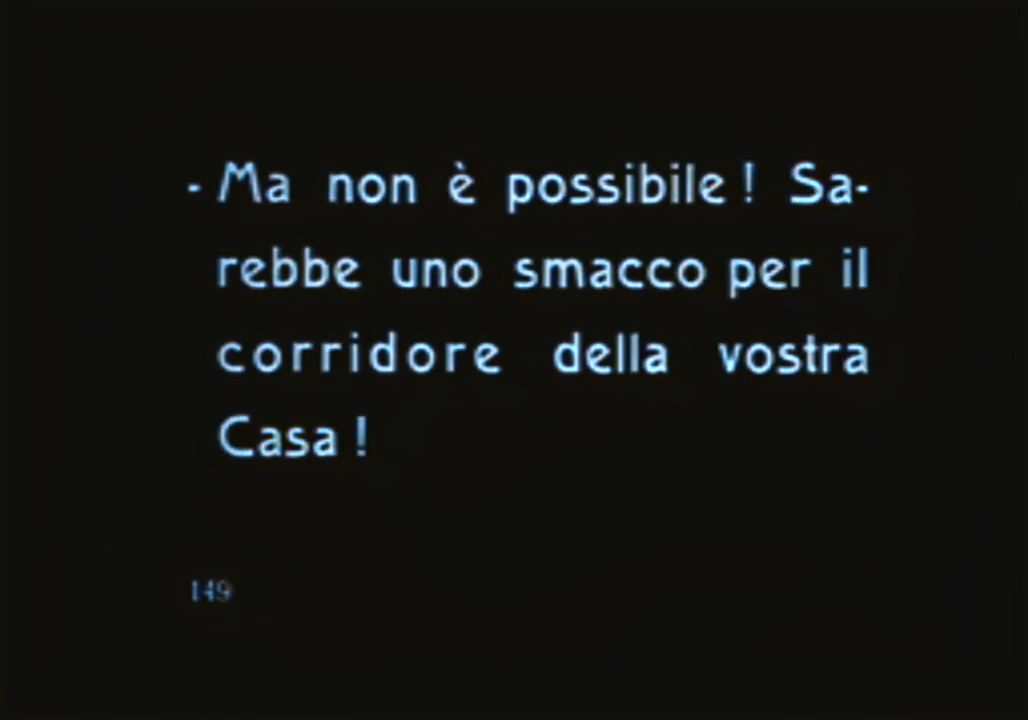 - Ma non è possibile! Sa-
rebbe uno smacco per il
corridore della vostra
Casa!
149